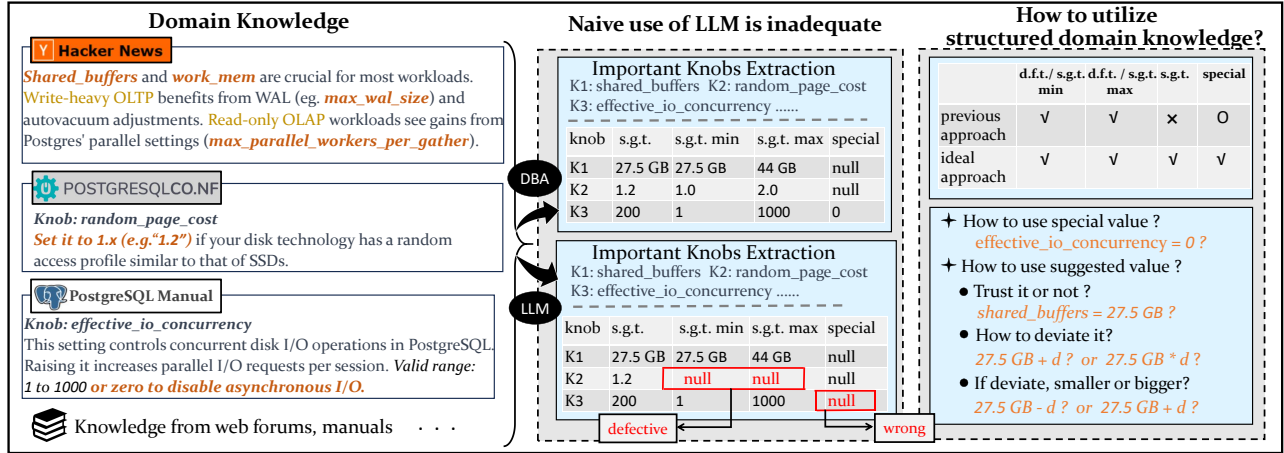 Domain Knowledge
Y Hacker News
Shared_buffers and work_mem are crucial for most workloads.
Write-heavy OLTP benefits from WAL (eg. max_wal_size) and
autovacuum adjustments. Read-only OLAP workloads see gains from
Postgres' parallel settings (max_parallel_workers_per_gather).
POSTGRESQLCO.NF
Knob: random_page_cost
Set it to 1.x (e.g."1.2") if your disk technology has a random
access profile similar to that of SSDs.
PostgreSQL Manual
Knob: effective_io_concurrency
This setting controls concurrent disk I/O operations in PostgreSQL.
Raising it increases parallel I/O requests per session. Valid range:
1 to 1000 or zero to disable asynchronous I/O.
Knowledge from web forums, manuals . . .
DBA
LLM
Naive use of LLM is inadequate
Important Knobs Extraction
K1: shared_buffers K2: random_page_cost
K3: effective_io_concurrency ......
knob s.g.t. s.g.t. min s.g.t. max special
K1 27.5 GB 27.5 GB 44 GB null
K2 1.2 1.0 2.0 null
K3 200 1 1000 0
Important Knobs Extraction
K1: shared_buffers K2: random_page_cost
K3: effective_io_concurrency ......
knob s.g.t. s.g.t. min s.g.t. max special
K1 27.5 GB 27.5 GB 44 GB null
K2 1.2 null null null
K3 200 1 1000 null
defective
wrong
How to utilize
structured domain knowledge?
d.f.t./ s.g.t. d.f.t. / s.g.t. s.g.t. special
min max
previous √ √ × O
approach
ideal √ √ √ √
approach
How to use special value ?
effective_io_concurrency = 0 ?
How to use suggested value ?
• Trust it or not ?
shared_buffers = 27.5 GB ?
• How to deviate it?
27.5 GB + d ? or 27.5 GB * d ?
• If deviate, smaller or bigger?
27.5 GB - d ? or 27.5 GB + d ?